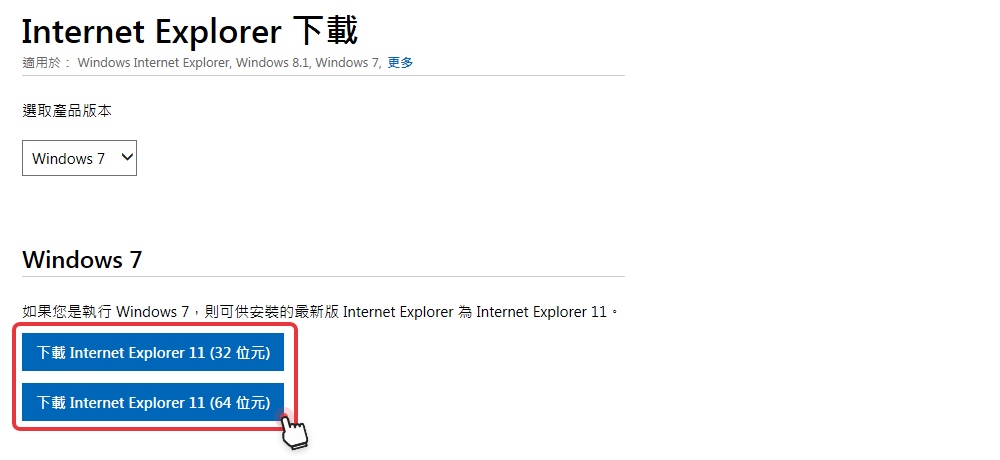 Internet Explorer 下載
適用於： Windows Internet Explorer, Windows 8.1, Windows 7, 更多
選取產品版本
Windows 7
Windows 7
如果您是執行 Windows 7，則可供安裝的最新版 Internet Explorer 為 Internet Explorer 11。
下載 Internet Explorer 11 (32 位元)
下載 Internet Explorer 11 (64 位元)